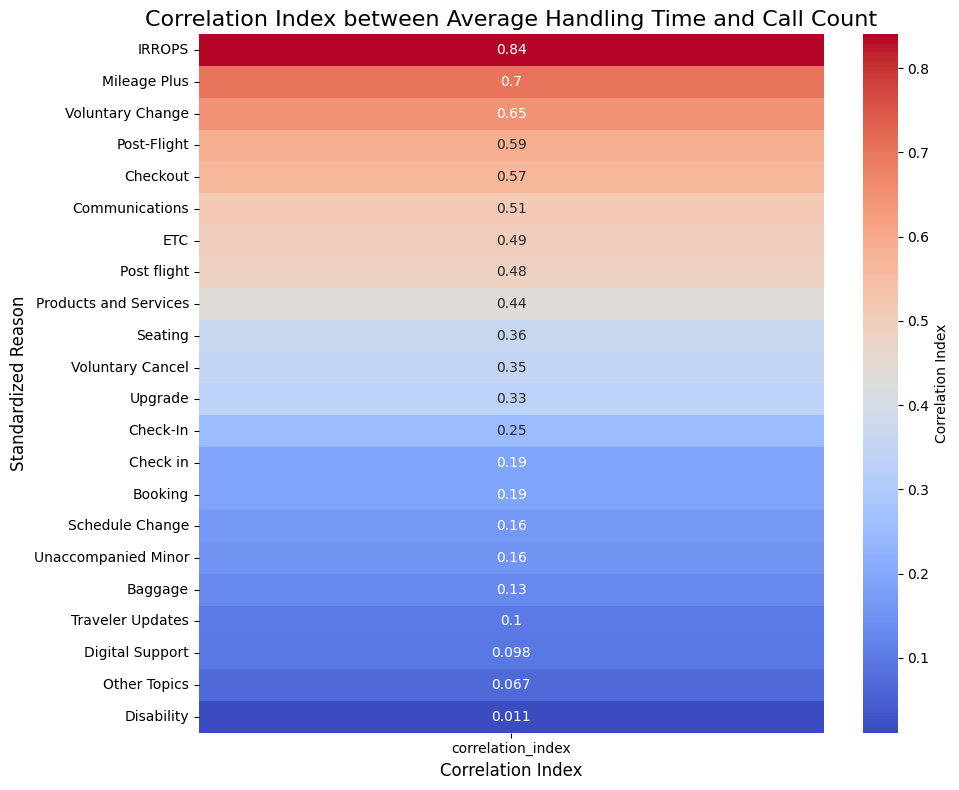 Correlation Index between Average Handling Time and Call Count
Standardized Reason
IRROPS 0.84
Mileage Plus 0.7
Voluntary Change 0.65
Post-Flight 0.59
Checkout 0.57
Communications 0.51
ETC 0.49
Post flight 0.48
Products and Services 0.44
Seating 0.36
Voluntary Cancel 0.35
Upgrade 0.33
Check-In 0.25
Check in 0.19
Booking 0.19
Schedule Change 0.16
Unaccompanied Minor 0.16
Baggage 0.13
Traveler Updates 0.1
Digital Support 0.098
Other Topics 0.067
Disability 0.011
correlation_index
Correlation Index
0.8
0.7
0.6
0.5
0.4
0.3
0.2
0.1
Correlation Index